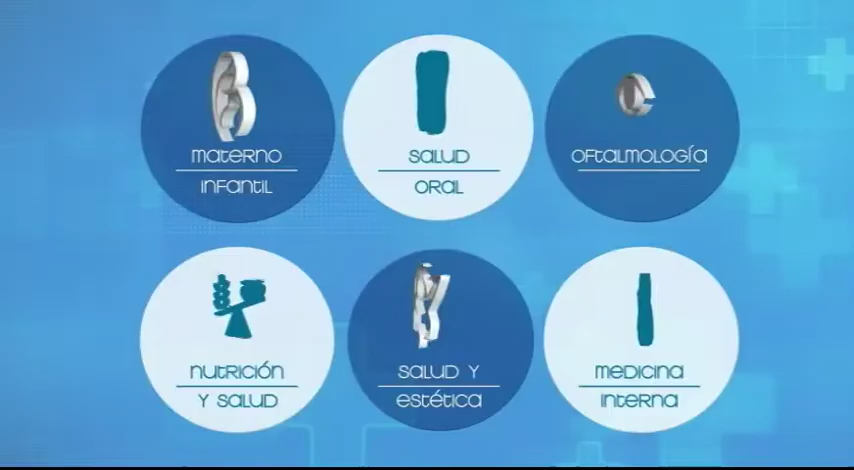 materno
infantil
salud
oral
oftalmología
nutrición
y salud
salud y
estética
medicina
interna